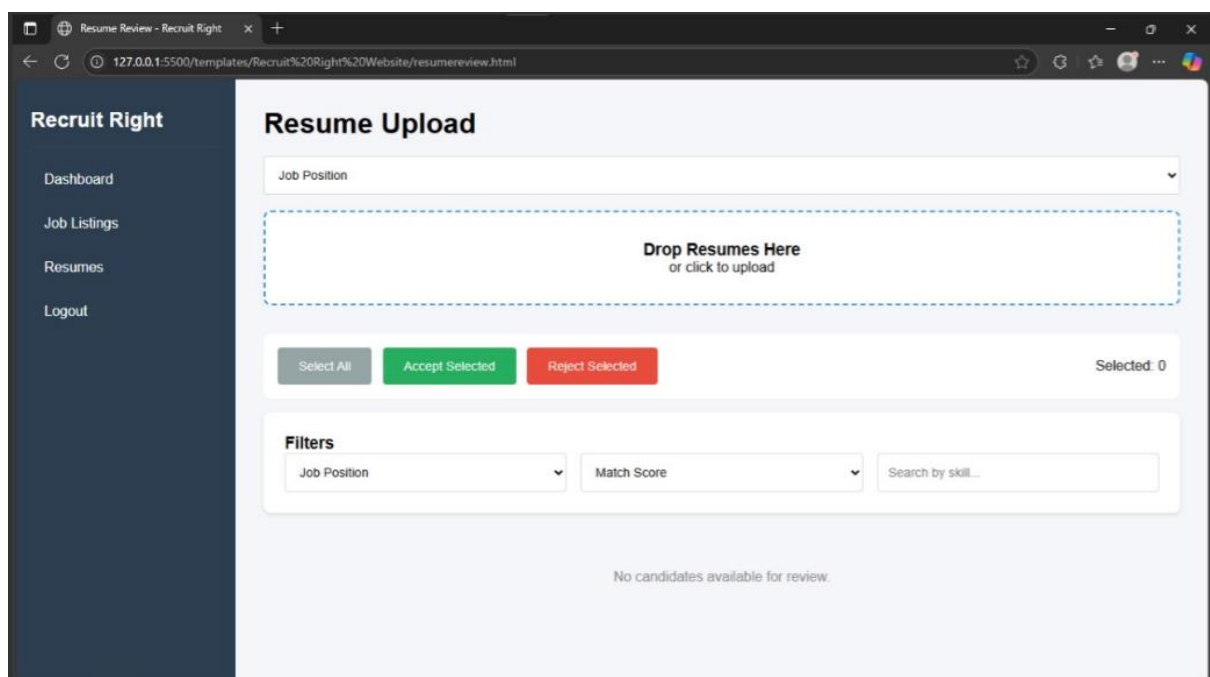 Resume Review - Recruit Right
127.0.0.1:5500/templates/Recruit%20Right%20Website/resumereview.html
Recruit Right
Dashboard
Job Listings
Resumes
Logout
Resume Upload
Job Position
Drop Resumes Here
or click to upload
Select All Accept Selected Reject Selected Selected: 0
Filters
Job Position Match Score Search by skill...
No candidates available for review.